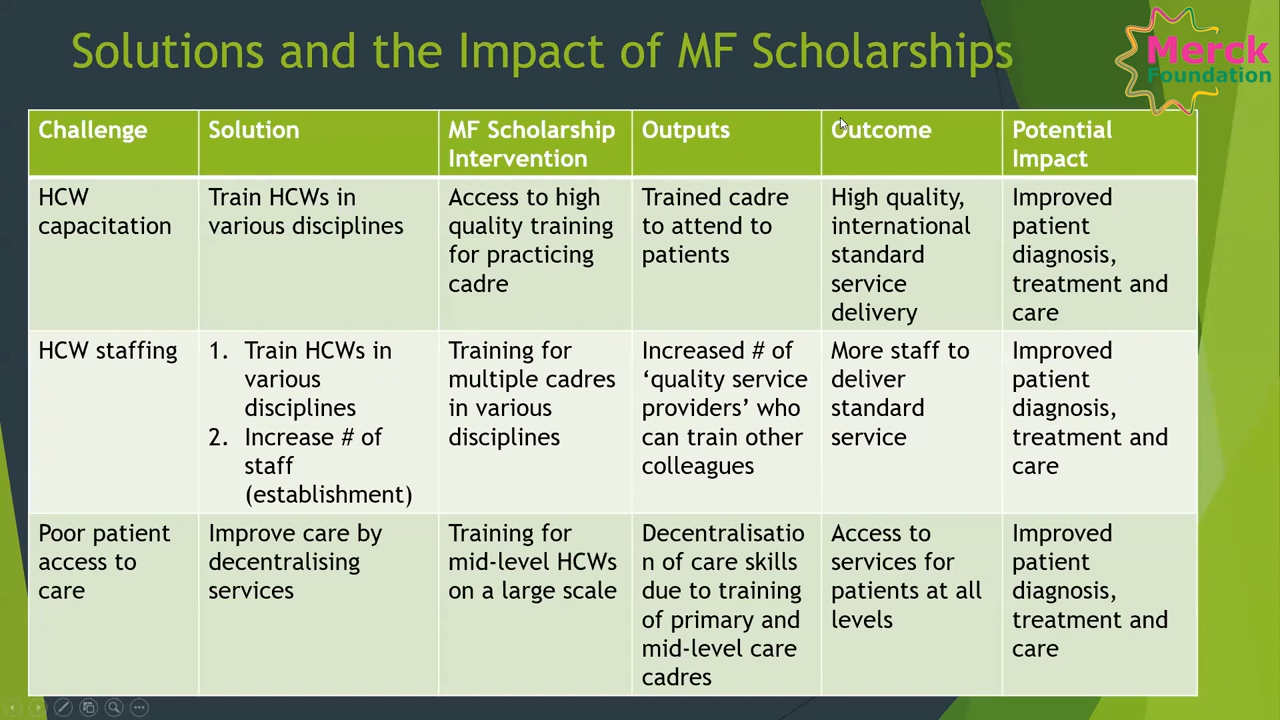 Solutions and the Impact of MF Scholarships
Merck
Foundation
Challenge
Solution
MF Scholarship
Intervention
Outputs
Outcome
Potential
Impact
HCW
capacitation
Train HCWs in
various disciplines
Access to high
quality training
for practicing
cadre
Trained cadre
to attend to
patients
High quality,
international
standard
service
delivery
Improved
patient
diagnosis,
treatment and
care
HCW staffing
1. Train HCWs in
various
disciplines
2. Increase # of
staff
(establishment)
Training for
multiple cadres
in various
disciplines
Increased # of
‘quality service
providers’ who
can train other
colleagues
More staff to
deliver
standard
service
Improved
patient
diagnosis,
treatment and
care
Poor patient
access to
care
Improve care by
decentralising
services
Training for
mid-level HCWs
on a large scale
Decentralisatio
n of care skills
due to training
of primary and
mid-level care
cadres
Access to
services for
patients at all
levels
Improved
patient
diagnosis,
treatment and
care